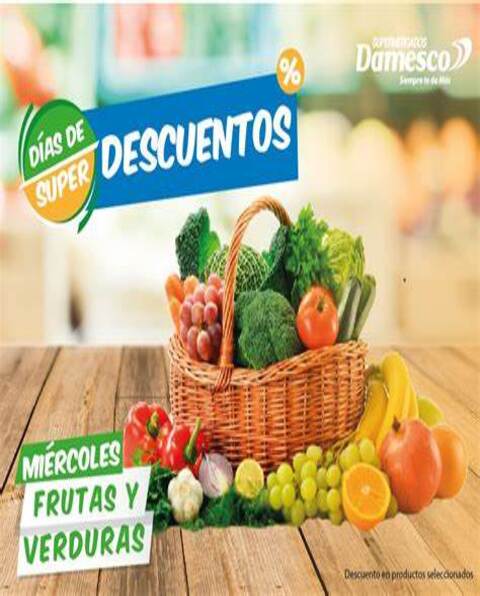 SUPERMERCADOS
Damesco
Siempre te da Más
DÍAS DE
SUPER
DESCUENTOS
%
MIÉRCOLES
FRUTAS Y
VERDURAS
Descuento en productos seleccionados